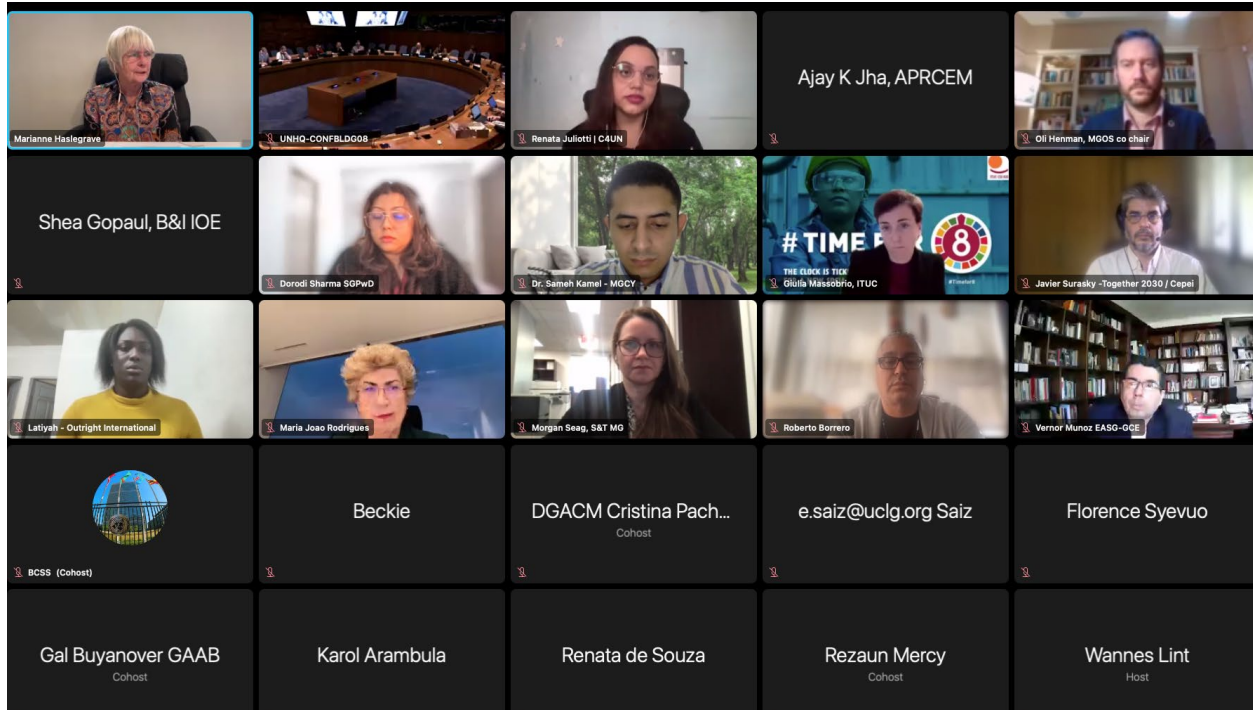 Marianne Haslegrave
UNHQ-CONFBLDG08
Renata Juliotti | C4UN
Ajay K Jha, APRCEM
Oli Henman, MGOS co chair
Shea Gopaul, B&I IOE
Dorodi Sharma SGPwD
Dr. Sameh Kamel - MGCY
# TIME F R 8
THE CLOCK IS TICK
Giulia Massobrio, ITUC
#Timefor8
Javier Surasky -Together 2030 / Cepei
Latiyah - Outright International
Maria Joao Rodrigues
Morgan Seag, S&T MG
Roberto Borrero
Vernor Munoz EASG-GCE
BCSS (Cohost)
Beckie
DGACM Cristina Pach...
Cohost
e.saiz@uclg.org Saiz
Florence Syevuo
Gal Buyanover GAAB
Cohost
Karol Arambula
Renata de Souza
Rezaun Mercy
Cohost
Wannes Lint
Host